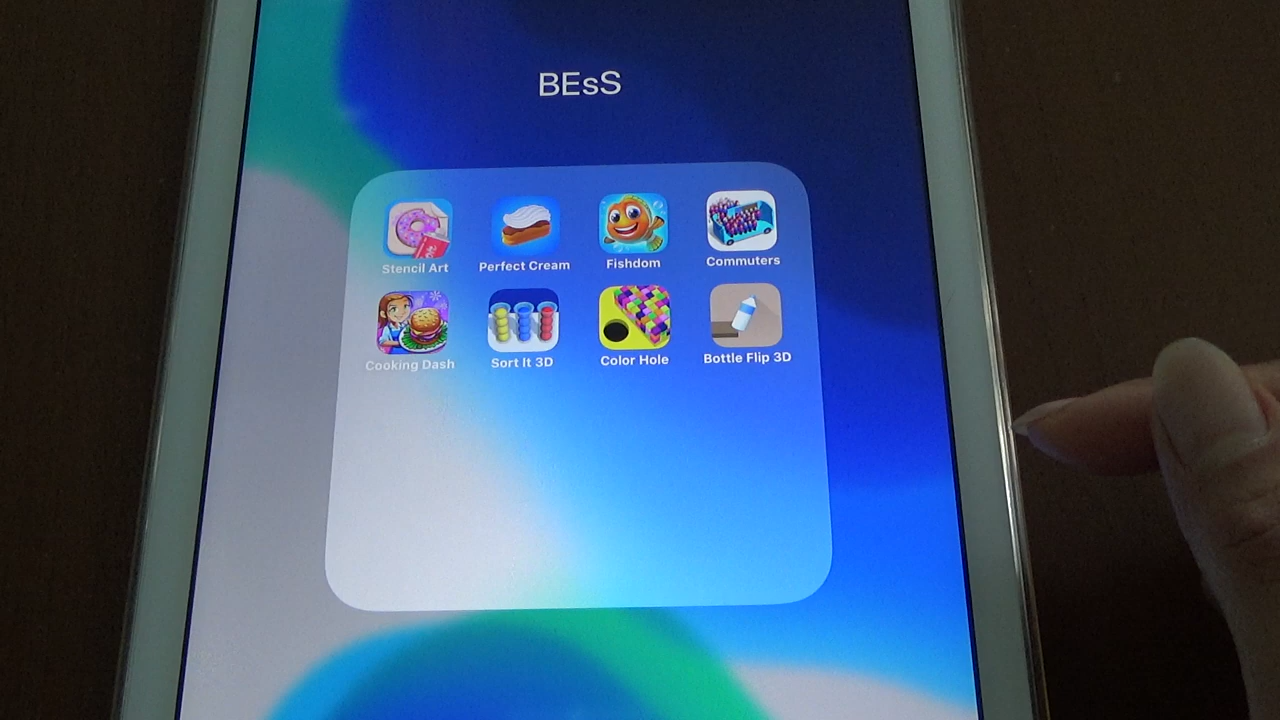 BEsS
Stencil Art
Perfect Cream
Fishdom
Commuters
Cooking Dash
Sort It 3D
Color Hole
Bottle Flip 3D